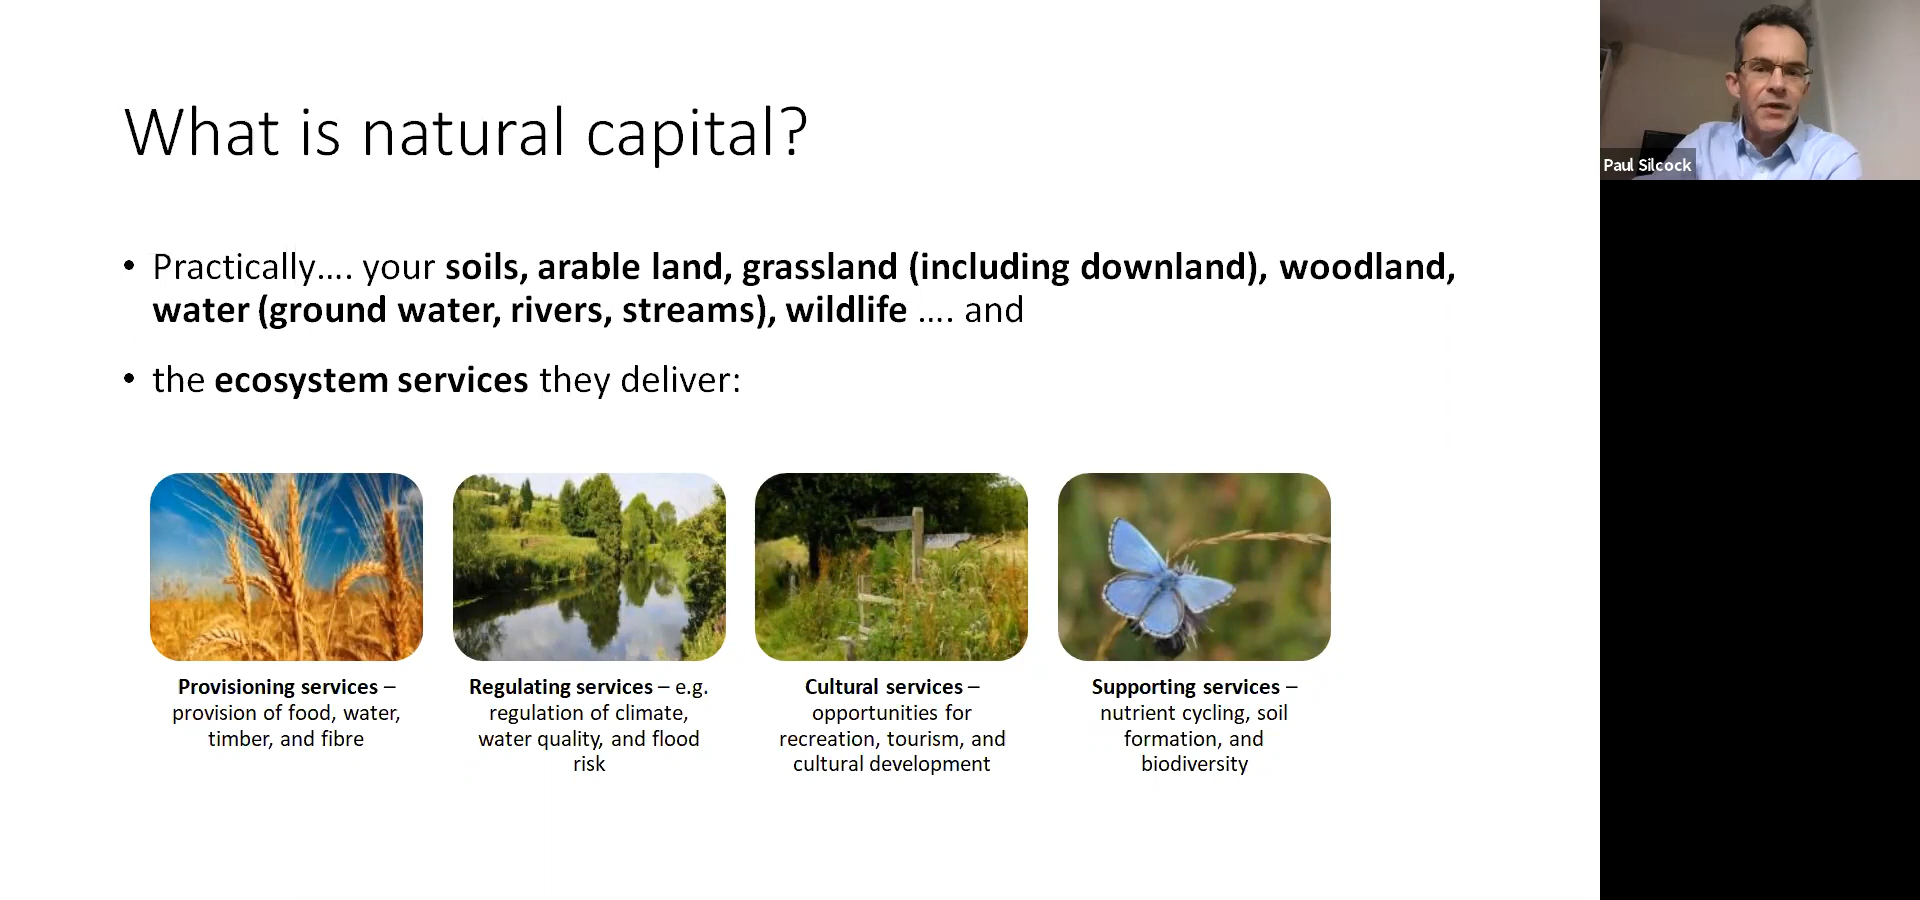 What is natural capital?
• Practically…. your soils, arable land, grassland (including downland), woodland,
water (ground water, rivers, streams), wildlife …. and
• the ecosystem services they deliver:
Provisioning services –
provision of food, water,
timber, and fibre
Regulating services – e.g.
regulation of climate,
water quality, and flood
risk
Cultural services –
opportunities for
recreation, tourism, and
cultural development
Supporting services –
nutrient cycling, soil
formation, and
biodiversity
Paul Silcock